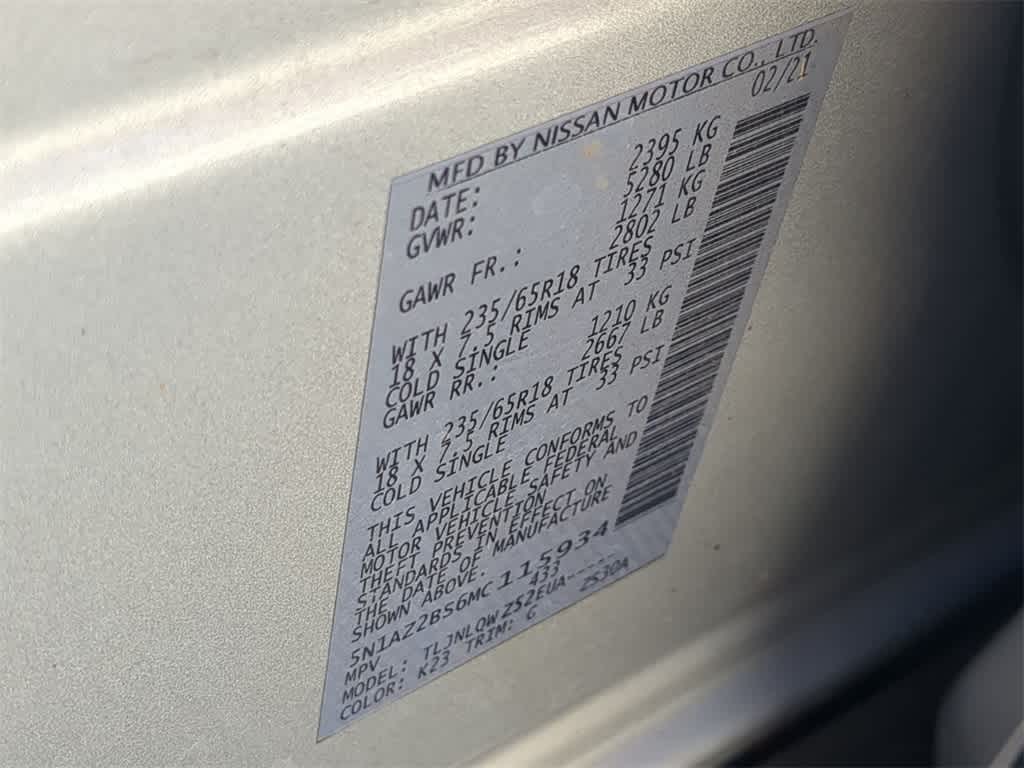 MFD BY NISSAN MOTOR CO., LTD.
DATE: 02/21
GVWR: 2395 KG
5280 LB
GAWR FR.: 1271 KG
2802 LB
WITH 235/65R18 TIRES
18 X 7.5 RIMS AT 33 PSI
COLD SINGLE
GAWR RR.: 1210 KG
2667 LB
WITH 235/65R18 TIRES
18 X 7.5 RIMS AT 33 PSI
COLD SINGLE
THIS VEHICLE CONFORMS TO
ALL APPLICABLE FEDERAL
MOTOR VEHICLE SAFETY AND
THEFT PREVENTION
STANDARDS IN EFFECT ON
THE DATE OF MANUFACTURE
SHOWN ABOVE.
5N1AZ2BS6MC115934
MPV 433
MODEL: TLJNLQWZS2EUA-----
COLOR: K23 TRIM: G ZS30A